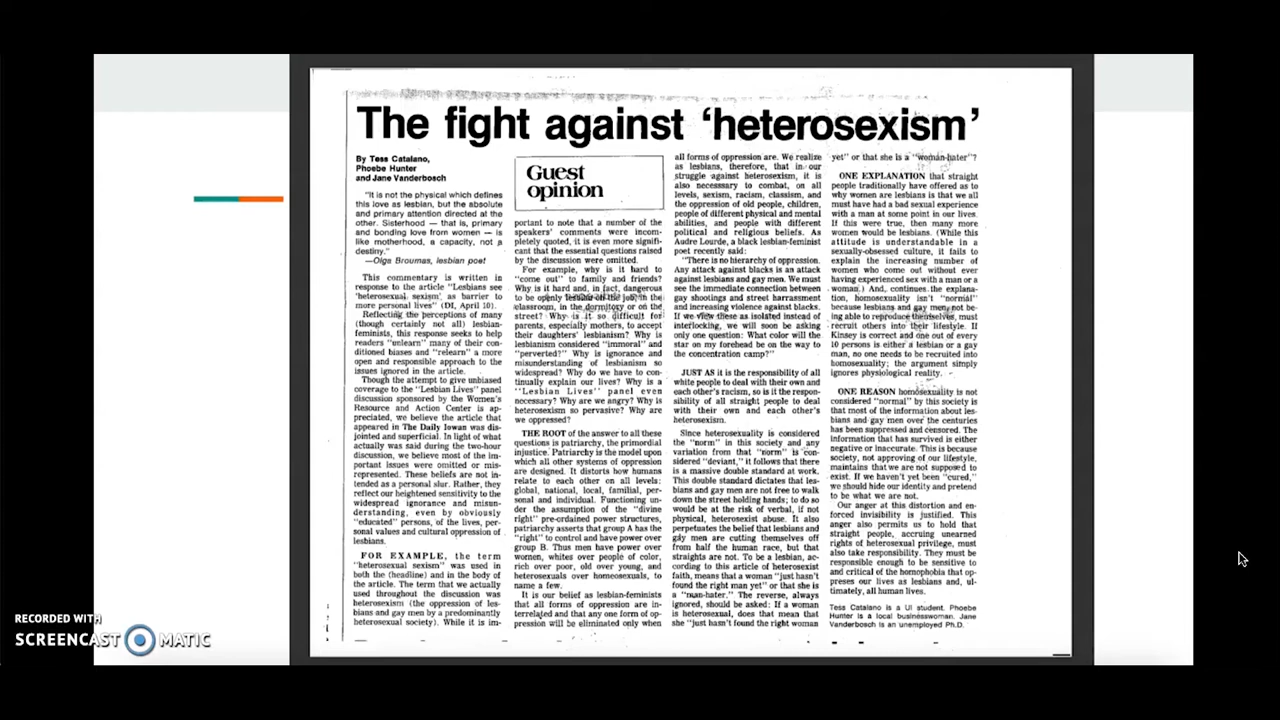 The fight against 'heterosexism'
By Tess Catalano,
Phoebe Hunter
and Jane Vanderbosch
"It is not the physical which defines
this love as lesbian, but the absolute
and primary attention directed at the
other. Sisterhood — that is, primary
and bonding love from women — is
like motherhood, a capacity, not a
destiny."
—Olga Broumas, lesbian poet
This commentary is written in
response to the article "Lesbians see
'heterosexual sexism' as barrier to
more personal lives" (DI, April 10).
Reflecting the perceptions of many
(though certainly not all) lesbian-
feminists, this response seeks to help
readers "unlearn" many of their con-
ditioned biases and "relearn" a more
open and responsible approach to the
issues ignored in the article.
Though the attempt to give unbiased
coverage to the "Lesbian Lives" panel
discussion sponsored by the Women's
Resource and Action Center is ap-
preciated, we believe the article that
appeared in The Daily Iowan was dis-
jointed and superficial. In light of what
actually was said during the two-hour
discussion, we believe most of the im-
portant issues were omitted or mis-
represented. These beliefs are not in-
tended as a personal slur. Rather, they
reflect our heightened sensitivity to the
widespread ignorance and misun-
derstanding, even by obviously
"educated" persons, of the lives, per-
sonal values and cultural oppression of
lesbians.
FOR EXAMPLE, the term
"heterosexual sexism" was used in
both the (headline) and in the body of
the article. The term that we actually
used throughout the discussion was
heterosexism (the oppression of les-
bians and gay men by a predominantly
heterosexual society). While it is im-
Guest
opinion
portant to note that a number of the
speakers' comments were incom-
pletely quoted, it is even more signifi-
cant that the essential questions raised
by the discussion were omitted.
For example, why is it hard to
"come out" to family and friends?
Why is it hard and, in fact, dangerous
to be openly lesbian on the job, in the
classroom, in the dormitory or on the
street? Why is it so difficult for
parents, especially mothers, to accept
their daughters' lesbianism? Why is
lesbianism considered "immoral" and
"perverted?" Why is ignorance and
misunderstanding of lesbianism so
widespread? Why do we have to con-
tinually explain our lives? Why is a
"Lesbian Lives" panel even
necessary? Why are we angry? Why is
heterosexism so pervasive? Why are
we oppressed?
THE ROOT of the answer to all these
questions is patriarchy, the primordial
injustice. Patriarchy is the model upon
which all other systems of oppression
are designed. It distorts how humans
relate to each other on all levels:
global, national, local, familial, per-
sonal and individual. Functioning un-
der the assumption of the "divine
right" pre-ordained power structures,
patriarchy asserts that group A has the
"right" to control and have power over
group B. Thus men have power over
women, whites over people of color,
rich over poor, old over young, and
heterosexuals over homosexuals, to
name a few.
It is our belief as lesbian-feminists
that all forms of oppression are in-
terrelated and that any one form of op-
pression will be eliminated only when
all forms of oppression are. We realize
as lesbians, therefore, that in our
struggle against heterosexism, it is
also necesssary to combat, on all
levels, sexism, racism, classism, and
the oppression of old people, children,
people of different physical and mental
abilities, and people with different
political and religious beliefs. As
Audre Lourde, a black lesbian-feminist
poet recently said:
"There is no hierarchy of oppression.
Any attack against blacks is an attack
against lesbians and gay men. We must
see the immediate connection between
gay shootings and street harrassment
and increasing violence against blacks.
If we view these as isolated instead of
interlocking, we will soon be asking
only one question: What color will the
star on my forehead be on the way to
the concentration camp?"
JUST AS it is the responsibility of all
white people to deal with their own and
each other's racism, so is it the respon-
sibility of all straight people to deal
with their own and each other's
heterosexism.
Since heterosexuality is considered
the "norm" in this society and any
variation from that "norm" is con-
sidered "deviant," it follows that there
is a massive double standard at work.
This double standard dictates that les-
bians and gay men are not free to walk
down the street holding hands; to do so
would be at the risk of verbal, if not
physical, heterosexist abuse. It also
perpetuates the belief that lesbians and
gay men are cutting themselves off
from half the human race, but that
straights are not. To be a lesbian, ac-
cording to this article of heterosexist
faith, means that a woman "just hasn't
found the right man yet" or that she is
a "man-hater." The reverse, always
ignored, should be asked: If a woman
is heterosexual, does that mean that
she "just hasn't found the right woman
yet" or that she is a "woman-hater"?
ONE EXPLANATION that straight
people traditionally have offered us to
why women are lesbians is that we all
must have had a bad sexual experience
with a man at some point in our lives.
If this were true, then many more
women would be lesbians. (While this
attitude is understandable in a
sexually-obsessed culture, it fails to
explain the increasing number of
women who come out without ever
having experienced sex with a man or a
woman.) And, continues the explana-
tion, homosexuality isn't "normal"
because lesbians and gay men, not be-
ing able to reproduce themselves, must
recruit others into their lifestyle. If
Kinsey is correct and one out of every
10 persons is either a lesbian or a gay
man, no one needs to be recruited into
homosexuality; the argument simply
ignores physiological reality.
ONE REASON homosexuality is not
considered "normal" by this society is
that most of the information about les-
bians and gay men over the centuries
has been suppressed and censored. The
information that has survived is either
negative or inaccurate. This is because
society, not approving of our lifestyle,
maintains that we are not supposed to
exist. If we haven't yet been "cured,"
we should hide our identity and pretend
to be what we are not.
Our anger at this distortion and en-
forced invisibility is justified. This
anger also permits us to hold that
straight people, accruing unearned
rights of heterosexual privilege, must
also take responsibility. They must be
responsible enough to be sensitive to
and critical of the homophobia that op-
preses our lives as lesbians and, ul-
timately, all human lives.
Tess Catalano is a UI student. Phoebe
Hunter is a local businesswoman. Jane
Vanderbosch is an unemployed Ph.D.
RECORDED WITH
SCREENCAST MATIC